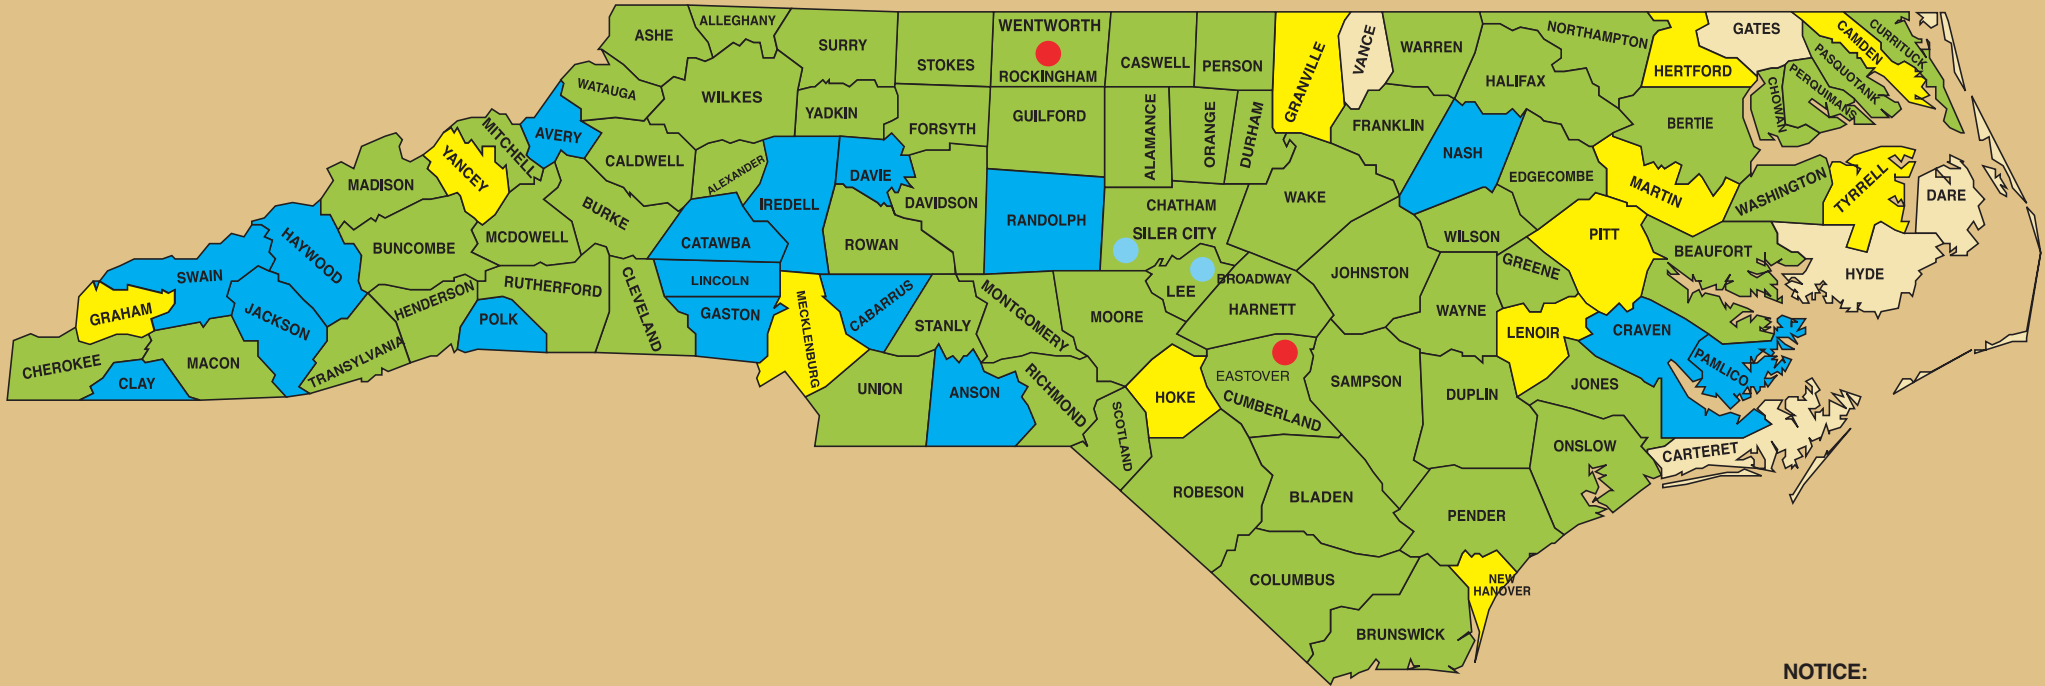 ASHE
ALLEGHANY
SURRY
STOKES
WENTWORTH
ROCKINGHAM
CASWELL
PERSON
GRANVILLE
VANCE
WARREN
NORTHAMPTON
HERTFORD
GATES
CAMDEN
CURRITUCK
PASQUOTANK
PERQUIMANS
CHOWAN
WATAUGA
WILKES
YADKIN
FORSYTH
GUILFORD
ALAMANCE
ORANGE
DURHAM
FRANKLIN
HALIFAX
BERTIE
MITCHELL
AVERY
CALDWELL
ALEXANDER
IREDELL
DAVIE
DAVIDSON
RANDOLPH
CHATHAM
SILER CITY
WAKE
NASH
EDGECOMBE
MARTIN
WASHINGTON
TYRRELL
DARE
MADISON
YANCEY
BURKE
MCDOWELL
BUNCOMBE
HAYWOOD
SWAIN
GRAHAM
JACKSON
CATAWBA
LINCOLN
GASTON
ROWAN
CABARRUS
MECKLENBURG
STANLY
MONTGOMERY
MOORE
LEE
BROADWAY
HARNETT
JOHNSTON
WILSON
GREENE
PITT
BEAUFORT
HYDE
CHEROKEE
CLAY
MACON
TRANSYLVANIA
HENDERSON
POLK
RUTHERFORD
CLEVELAND
UNION
ANSON
RICHMOND
SCOTLAND
HOKE
EASTOVER
CUMBERLAND
SAMPSON
WAYNE
LENOIR
CRAVEN
PAMLICO
JONES
DUPLIN
ONSLOW
CARTERET
ROBESON
BLADEN
PENDER
COLUMBUS
NEW
HANOVER
BRUNSWICK
NOTICE: